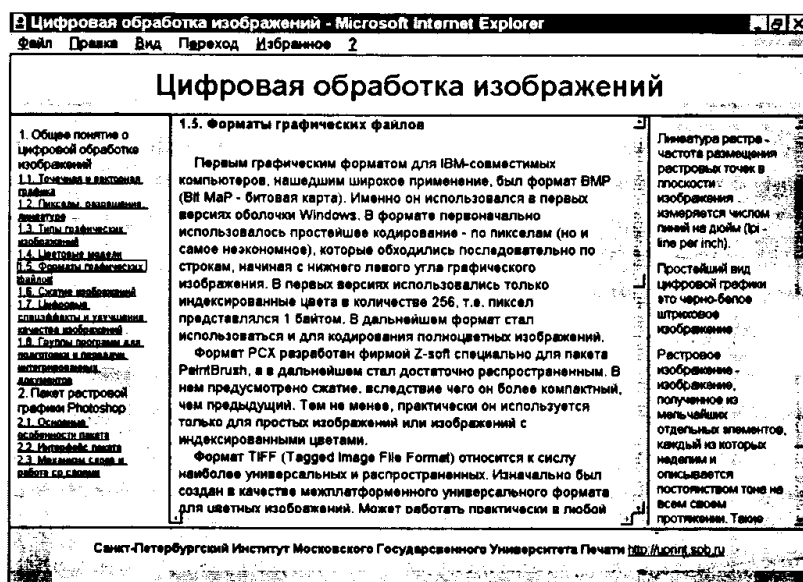 Цифровая обработка изображений - Microsoft Internet Explorer
Файл Правка Вид Переход Избранное ?
Цифровая обработка изображений
1. Общее понятие о
цифровой обработке
изображений
1.1. Точечная и векторная
графика
1.2. Пикселы, разрешение,
линиатура
1.3. Типы графических
изображений
1.4. Цветовые модели
1.5. Форматы графических
файлов
1.6. Сжатие изображений
1.7. Цифровые
спецэффекты и улучшения
качества изображений
1.8. Группы программ для
подготовки и передачи
интегрированных
документов
2. Пакет растровой
графики Photoshop
2.1. Основные
особенности пакета
2.2. Интерфейс пакета
2.3. Механизм слоев и
работа со слоями
1.5. Форматы графических файлов
Первым графическим форматом для IBM-совместимых
компьютеров, нашедшим широкое применение, был формат BMP
(Bit MaP - битовая карта). Именно он использовался в первых
версиях оболочки Windows. В формате первоначально
использовалось простейшее кодирование - по пикселам (но и
самое неэкономное), которые обходились последовательно по
строкам, начиная с нижнего левого угла графического
изображения. В первых версиях использовались только
индексированные цвета в количестве 256, т.е. пиксел
представлялся 1 байтом. В дальнейшем формат стал
использоваться и для кодирования полноцветных изображений.
Формат PCX разработан фирмой Z-soft специально для пакета
PaintBrush, а в дальнейшем стал достаточно распространенным. В
нем предусмотрено сжатие, вследствие чего он более компактный,
чем предыдущий. Тем не менее, практически он используется
только для простых изображений или изображений с
индексированными цветами.
Формат TIFF (Tagged Image File Format) относится к сислу
наиболее универсальных и распространенных. Изначально был
создан в качестве межплатформенного универсального формата
для цветных изображений. Может работать практически в любой
Линеатура растра -
частота размещения
растровых точек в
плоскости
изображения
измеряется числом
линий на дюйм (lpi -
line per inch).
Простейший вид
цифровой графики
это черно-белое
штриховое
изображение
Растровое
изображение -
изображение,
полученное из
мельчайших
отдельных элементов,
каждый из которых
неделим и
описывается
постоянством тона на
всем своем
протяжении. Такие
Санкт-Петербургский Институт Московского Государсвенного Университета Печати http://uprint.spb.ru